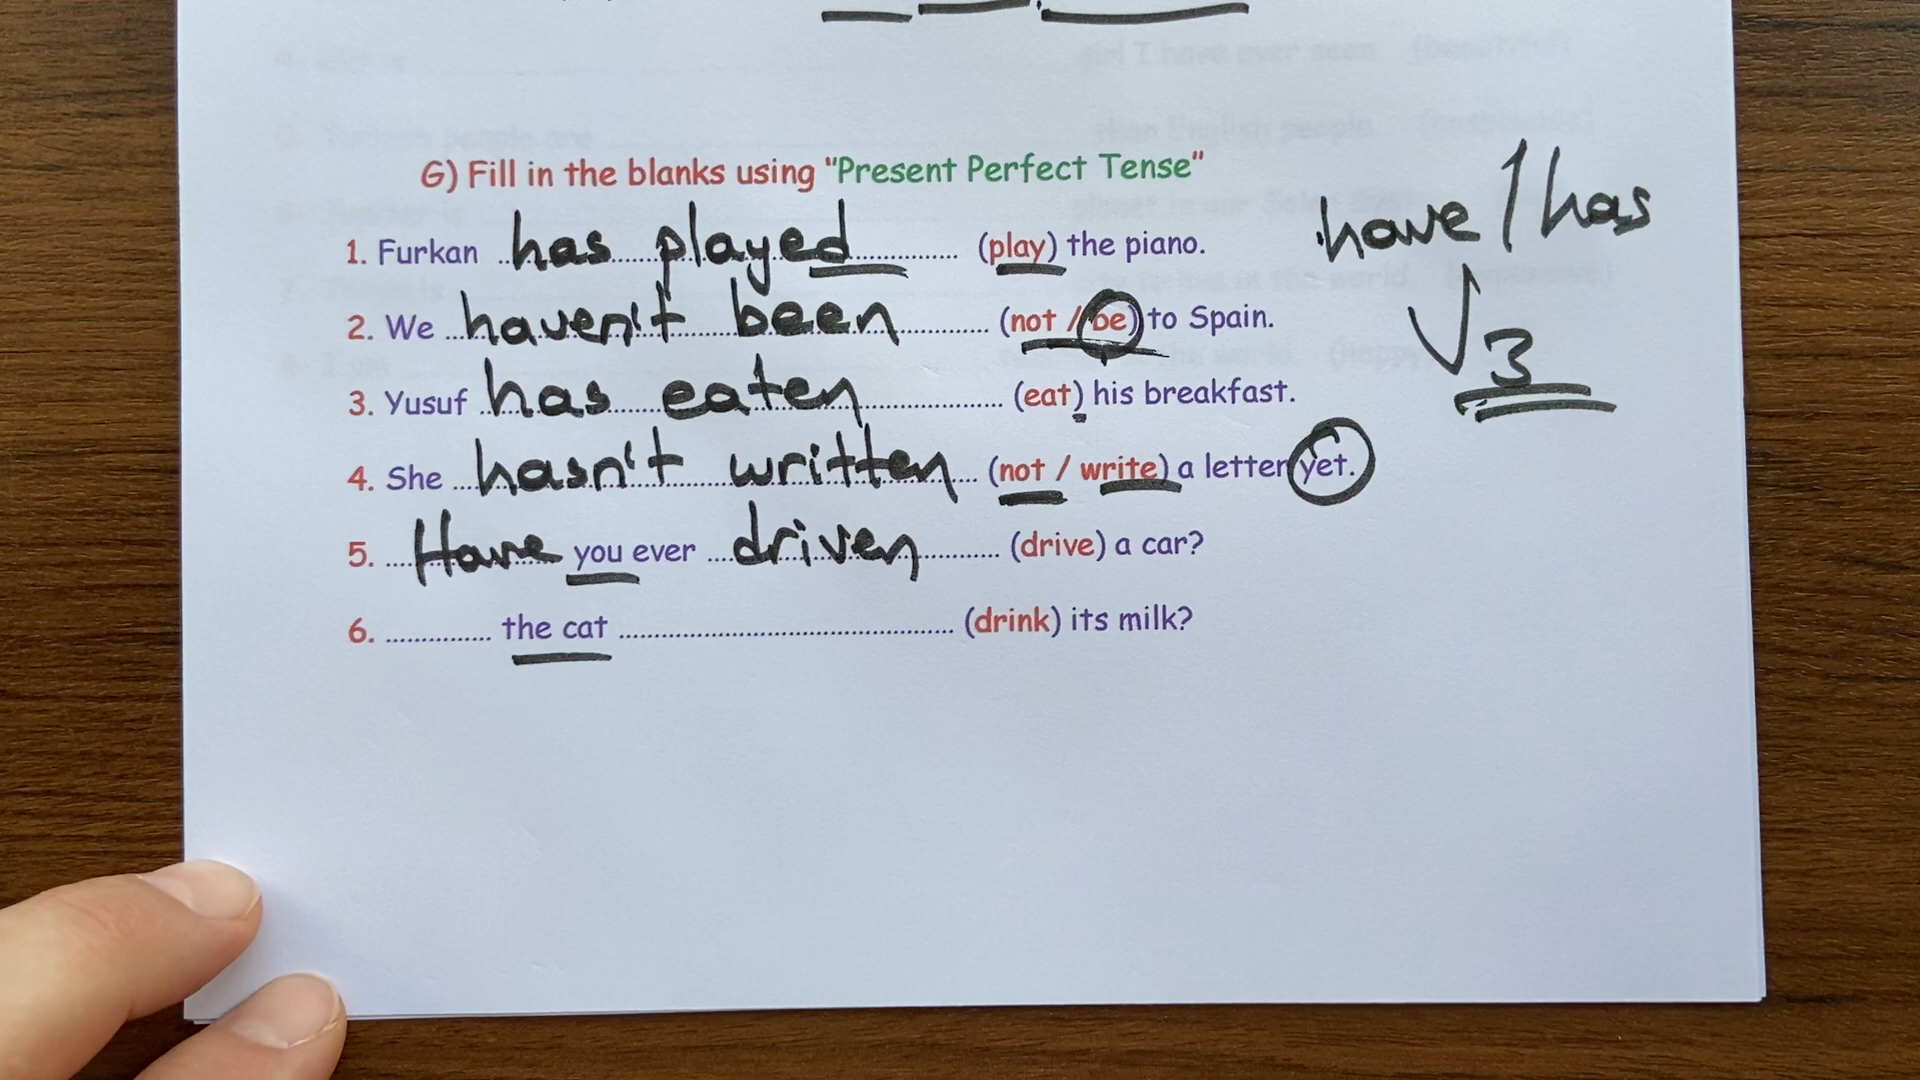 G) Fill in the blanks using "Present Perfect Tense"
have / has
V3
1. Furkan has played (play) the piano.
2. We haven't been (not / be) to Spain.
3. Yusuf has eaten (eat) his breakfast.
4. She hasn't written (not / write) a letter yet.
5. Have you ever driven (drive) a car?
6. .............. the cat ............................................. (drink) its milk?